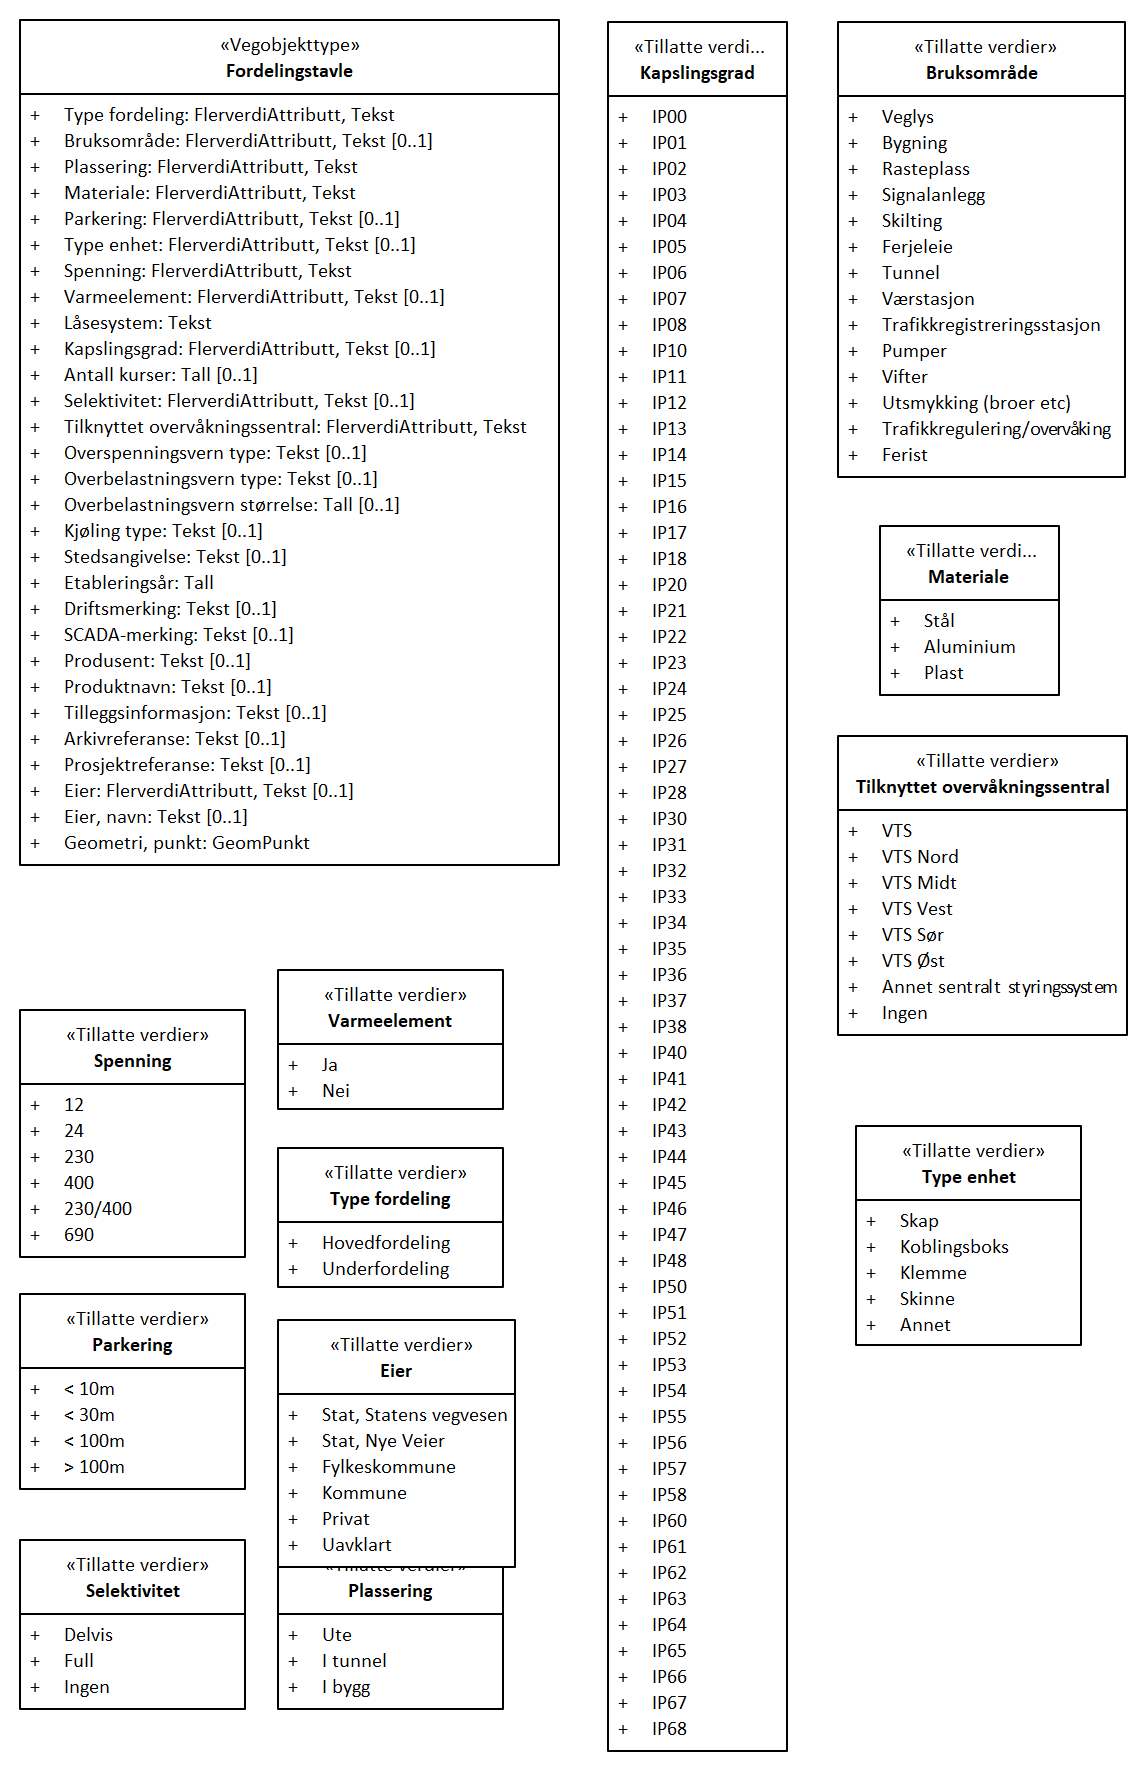 «Vegobjekttype»
Fordelingstavle
+ Type fordeling: FlerverdiAttributt, Tekst
+ Bruksområde: FlerverdiAttributt, Tekst [0..1]
+ Plassering: FlerverdiAttributt, Tekst
+ Materiale: FlerverdiAttributt, Tekst
+ Parkering: FlerverdiAttributt, Tekst [0..1]
+ Type enhet: FlerverdiAttributt, Tekst [0..1]
+ Spenning: FlerverdiAttributt, Tekst
+ Varmeelement: FlerverdiAttributt, Tekst [0..1]
+ Låsesystem: Tekst
+ Kapslingsgrad: FlerverdiAttributt, Tekst [0..1]
+ Antall kurser: Tall [0..1]
+ Selektivitet: FlerverdiAttributt, Tekst [0..1]
+ Tilknyttet overvåkningssentral: FlerverdiAttributt, Tekst
+ Overspenningsvern type: Tekst [0..1]
+ Overbelastningsvern type: Tekst [0..1]
+ Overbelastningsvern størrelse: Tall [0..1]
+ Kjøling type: Tekst [0..1]
+ Stedsangivelse: Tekst [0..1]
+ Etableringsår: Tall
+ Driftsmerking: Tekst [0..1]
+ SCADA-merking: Tekst [0..1]
+ Produsent: Tekst [0..1]
+ Produktnavn: Tekst [0..1]
+ Tilleggsinformasjon: Tekst [0..1]
+ Arkivreferanse: Tekst [0..1]
+ Prosjektreferanse: Tekst [0..1]
+ Eier: FlerverdiAttributt, Tekst [0..1]
+ Eier, navn: Tekst [0..1]
+ Geometri, punkt: GeomPunkt
«Tillatte verdier»
Spenning
+ 12
+ 24
+ 230
+ 400
+ 230/400
+ 690
«Tillatte verdier»
Parkering
+ < 10m
+ < 30m
+ < 100m
+ > 100m
«Tillatte verdier»
Selektivitet
+ Delvis
+ Full
+ Ingen
«Tillatte verdier»
Varmeelement
+ Ja
+ Nei
«Tillatte verdier»
Type fordeling
+ Hovedfordeling
+ Underfordeling
«Tillatte verdier»
Eier
+ Stat, Statens vegvesen
+ Stat, Nye Veier
+ Fylkeskommune
+ Kommune
+ Privat
+ Uavklart
«Tillatte verdier»
Plassering
+ Ute
+ I tunnel
+ I bygg
«Tillatte verdi...
Kapslingsgrad
+ IP00
+ IP01
+ IP02
+ IP03
+ IP04
+ IP05
+ IP06
+ IP07
+ IP08
+ IP10
+ IP11
+ IP12
+ IP13
+ IP14
+ IP15
+ IP16
+ IP17
+ IP18
+ IP20
+ IP21
+ IP22
+ IP23
+ IP24
+ IP25
+ IP26
+ IP27
+ IP28
+ IP30
+ IP31
+ IP32
+ IP33
+ IP34
+ IP35
+ IP36
+ IP37
+ IP38
+ IP40
+ IP41
+ IP42
+ IP43
+ IP44
+ IP45
+ IP46
+ IP47
+ IP48
+ IP50
+ IP51
+ IP52
+ IP53
+ IP54
+ IP55
+ IP56
+ IP57
+ IP58
+ IP60
+ IP61
+ IP62
+ IP63
+ IP64
+ IP65
+ IP66
+ IP67
+ IP68
«Tillatte verdier»
Bruksområde
+ Veglys
+ Bygning
+ Rasteplass
+ Signalanlegg
+ Skilting
+ Ferjeleie
+ Tunnel
+ Værstasjon
+ Trafikkregistreringsstasjon
+ Pumper
+ Vifter
+ Utsmykking (broer etc)
+ Trafikkregulering/overvåking
+ Ferist
«Tillatte verdi...
Materiale
+ Stål
+ Aluminium
+ Plast
«Tillatte verdier»
Tilknyttet overvåkningssentral
+ VTS
+ VTS Nord
+ VTS Midt
+ VTS Vest
+ VTS Sør
+ VTS Øst
+ Annet sentralt styringssystem
+ Ingen
«Tillatte verdier»
Type enhet
+ Skap
+ Koblingsboks
+ Klemme
+ Skinne
+ Annet